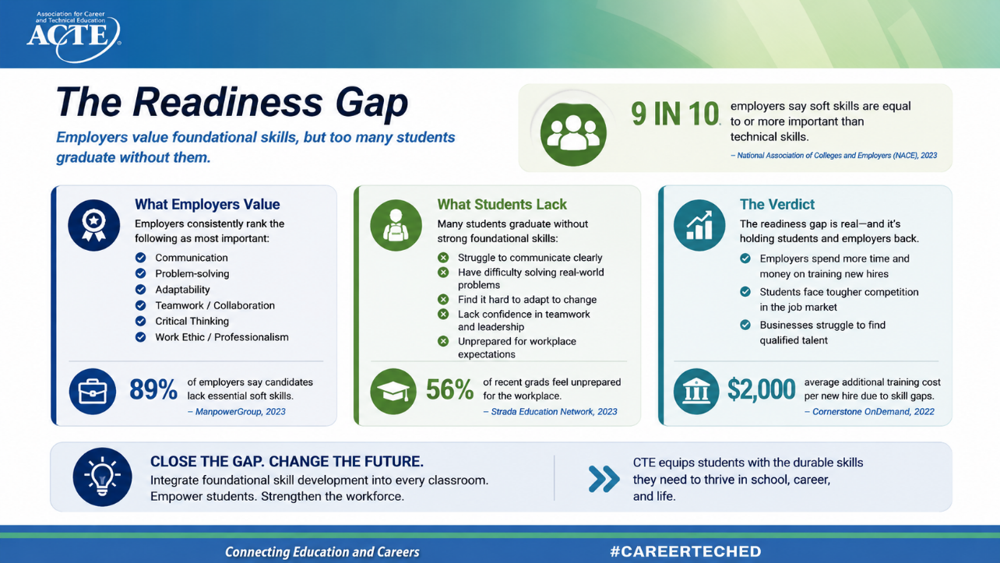 Association for Career
and Technical Education
ACTE®
The Readiness Gap
Employers value foundational skills, but too many students
graduate without them.
9 IN 10
employers say soft skills are equal
to or more important than
technical skills.
– National Association of Colleges and Employers (NACE), 2023
What Employers Value
Employers consistently rank the
following as most important:
Communication
Problem-solving
Adaptability
Teamwork / Collaboration
Critical Thinking
Work Ethic / Professionalism
89%
of employers say candidates
lack essential soft skills.
– ManpowerGroup, 2023
What Students Lack
Many students graduate without
strong foundational skills:
Struggle to communicate clearly
Have difficulty solving real-world
problems
Find it hard to adapt to change
Lack confidence in teamwork
and leadership
Unprepared for workplace
expectations
56%
of recent grads feel unprepared
for the workplace.
– Strada Education Network, 2023
The Verdict
The readiness gap is real—and it's
holding students and employers back.
Employers spend more time and
money on training new hires
Students face tougher competition
in the job market
Businesses struggle to find
qualified talent
$2,000
average additional training cost
per new hire due to skill gaps.
– Cornerstone OnDemand, 2022
CLOSE THE GAP. CHANGE THE FUTURE.
Integrate foundational skill development into every classroom.
Empower students. Strengthen the workforce.
CTE equips students with the durable skills
they need to thrive in school, career,
and life.
Connecting Education and Careers
#CAREERTECHED